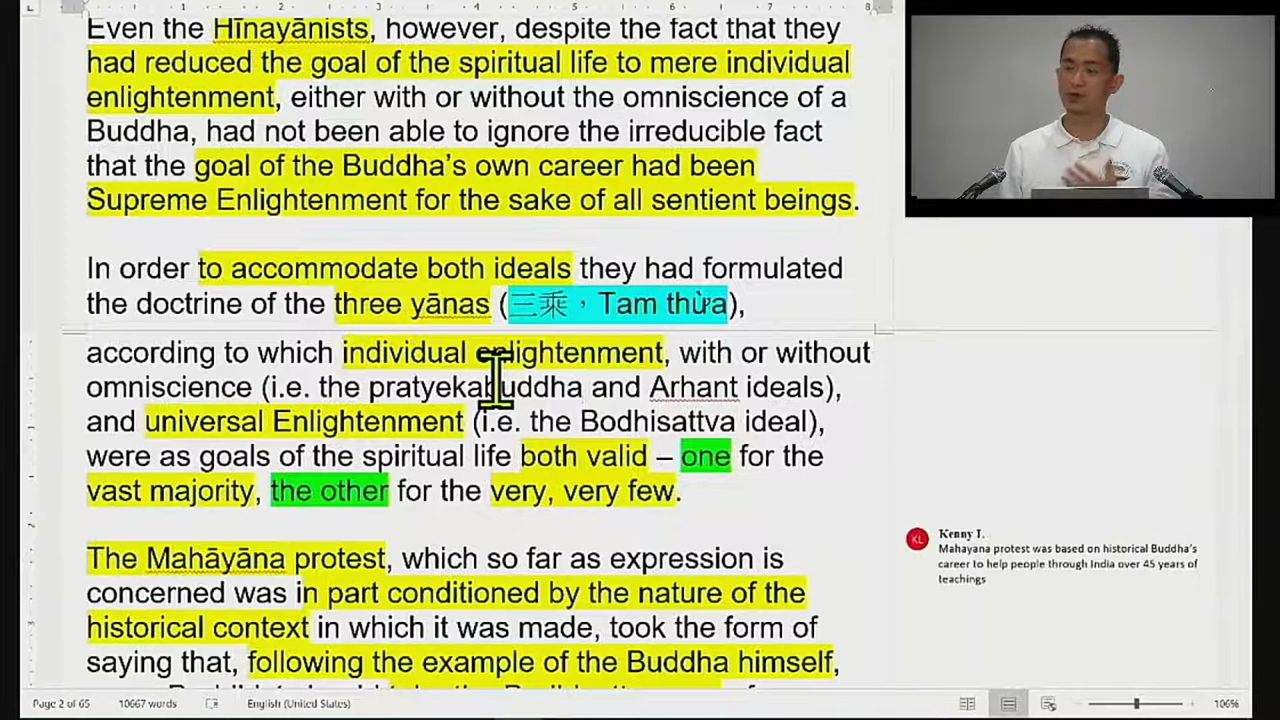 Even the Hīnayānists, however, despite the fact that they
had reduced the goal of the spiritual life to mere individual
enlightenment, either with or without the omniscience of a
Buddha, had not been able to ignore the irreducible fact
that the goal of the Buddha's own career had been
Supreme Enlightenment for the sake of all sentient beings.
In order to accommodate both ideals they had formulated
the doctrine of the three yānas (三乘，Tam thừa),
according to which individual enlightenment, with or without
omniscience (i.e. the pratyekabuddha and Arhant ideals),
and universal Enlightenment (i.e. the Bodhisattva ideal),
were as goals of the spiritual life both valid – one for the
vast majority, the other for the very, very few.
The Mahāyāna protest, which so far as expression is
concerned was in part conditioned by the nature of the
historical context in which it was made, took the form of
saying that, following the example of the Buddha himself,
KL
Kenny I.
Mahayana protest was based on historical Buddha's
career to help people through India over 45 years of
teachings
Page 2 of 65 10667 words English (United States) 106%